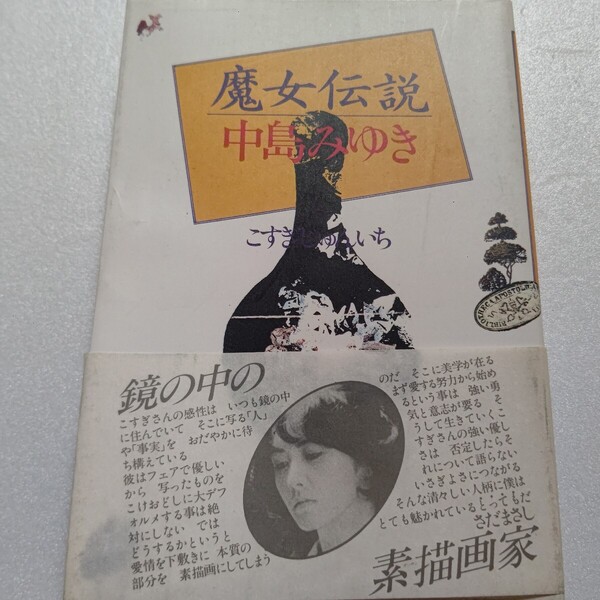 魔女伝説
中島みゆき
こすぎじゅんいち
鏡の中の
こすぎさんの感性は いつも鏡の中
に住んでいて そこに写る「人」
や「事実」を おだやかに待
ち構えている
彼はフェアで優しい
から 写ったものを
こけおどしに大デフ
ォルメする事は絶
対にしない では
どうするかというと
愛情を下敷きに 本質の
部分を 素描画にしてしまう
のだ そこに美学が在る
まず愛する努力から始め
るという事は 強い勇
気と意志が要る そ
うして生きていくこ
すぎさんの強い優し
さは 否定したらそ
れについて語らない
いさぎよさにつながる
そんな清々しい人柄に僕は
とても魅かれているとってもだ
さだまさし
素描画家